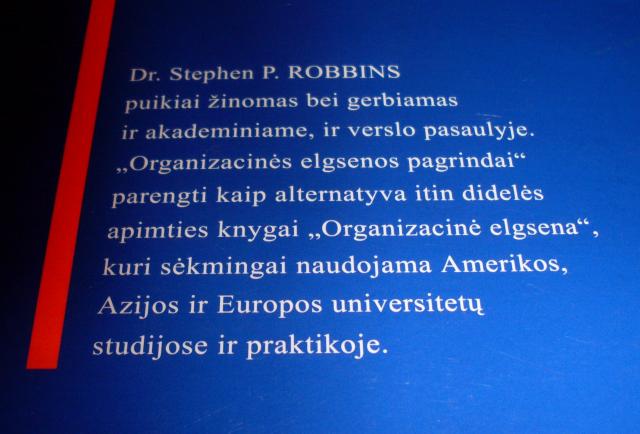 Dr. Stephen P. ROBBINS
puikiai žinomas bei gerbiamas
ir akademiniame, ir verslo pasaulyje.
„Organizacinės elgsenos pagrindai“
parengti kaip alternatyva itin didelės
apimties knygai „Organizacinė elgsena“,
kuri sėkmingai naudojama Amerikos,
Azijos ir Europos universitetų
studijose ir praktikoje.